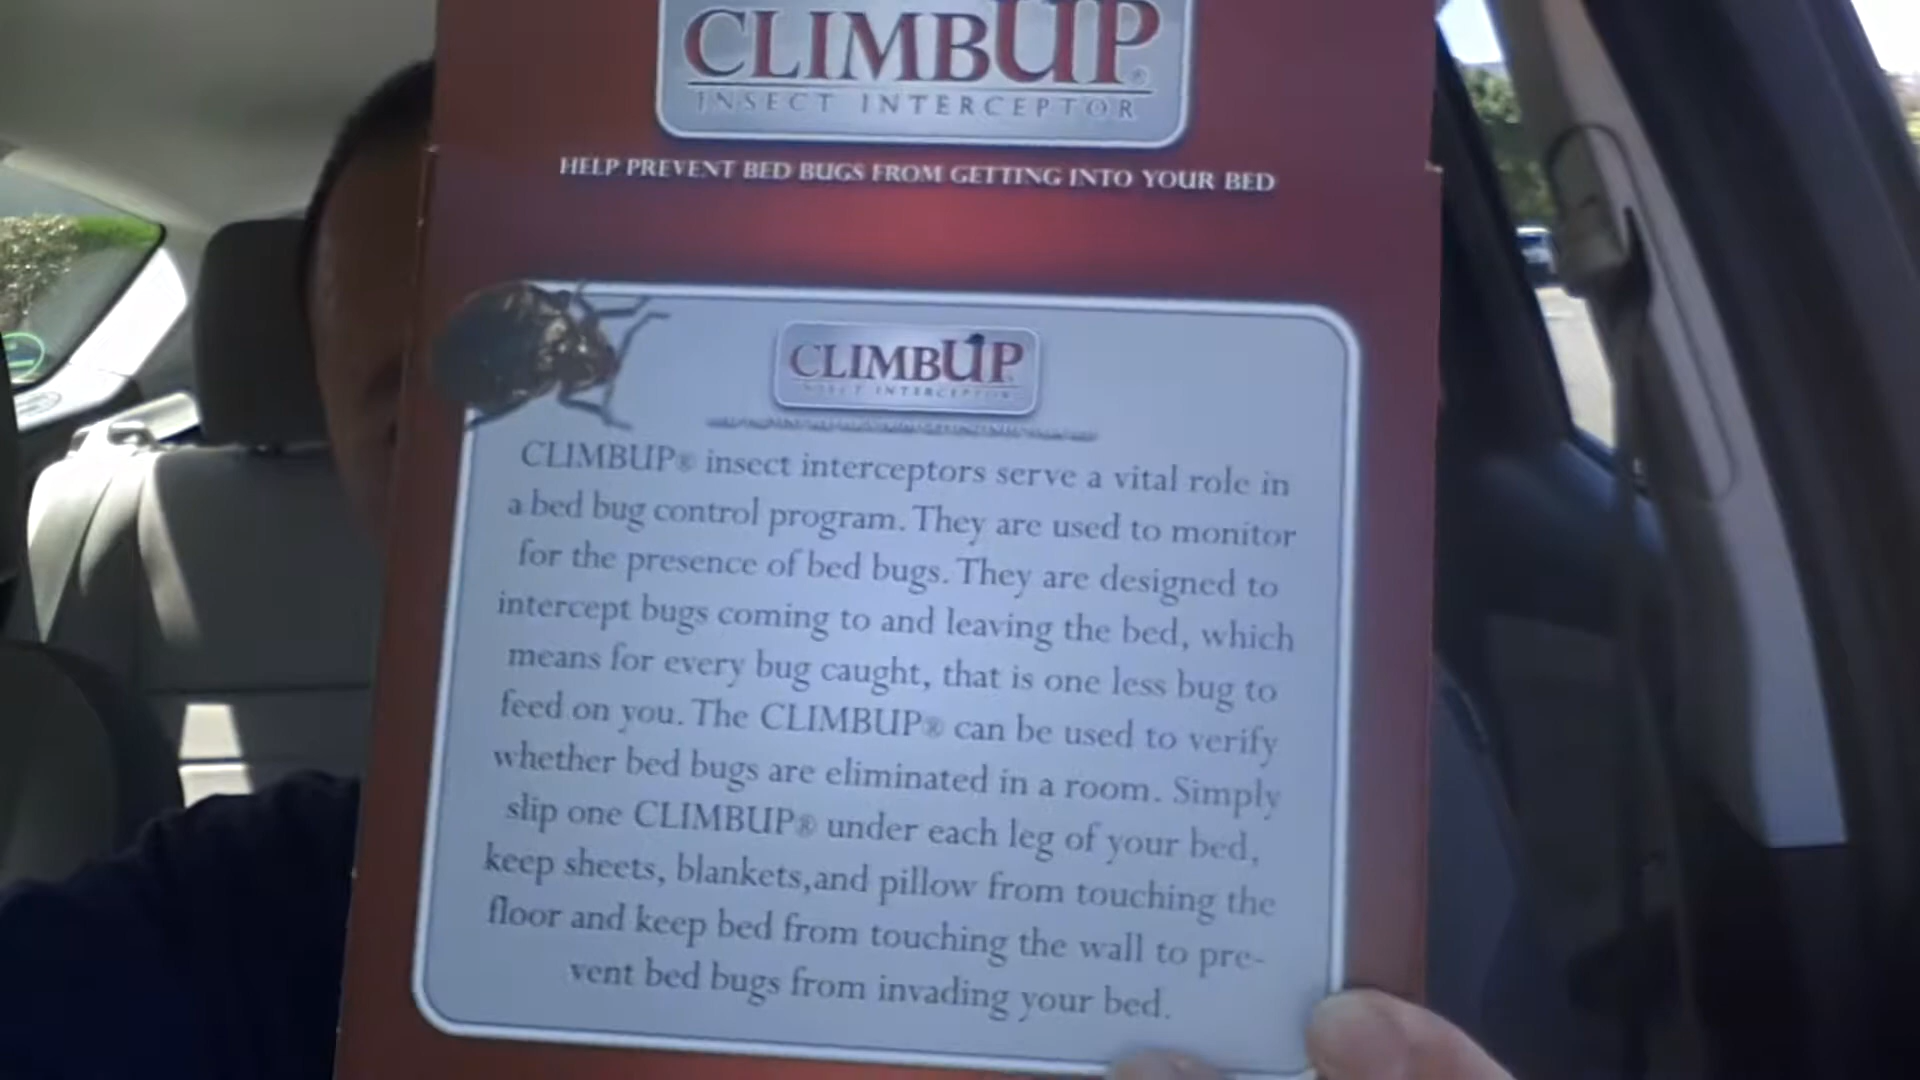 CLIMBUP®
INSECT INTERCEPTOR
HELP PREVENT BED BUGS FROM GETTING INTO YOUR BED
CLIMBUP
INSECT INTERCEPTOR
CLIMBUP® insect interceptors serve a vital role in
a bed bug control program. They are used to monitor
for the presence of bed bugs. They are designed to
intercept bugs coming to and leaving the bed, which
means for every bug caught, that is one less bug to
feed on you. The CLIMBUP® can be used to verify
whether bed bugs are eliminated in a room. Simply
slip one CLIMBUP® under each leg of your bed,
keep sheets, blankets,and pillow from touching the
floor and keep bed from touching the wall to pre-
vent bed bugs from invading your bed.